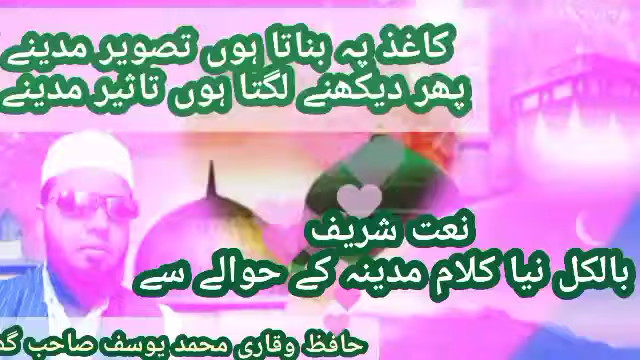 کاغذ پہ بناتا ہوں تصویر مدینے
پھر دیکھنے لگتا ہوں تاثیر مدینے
نعت شریف
بالکل نیا کلام مدینہ کے حوالے سے
حافظ وقاری محمد یوسف صاحب